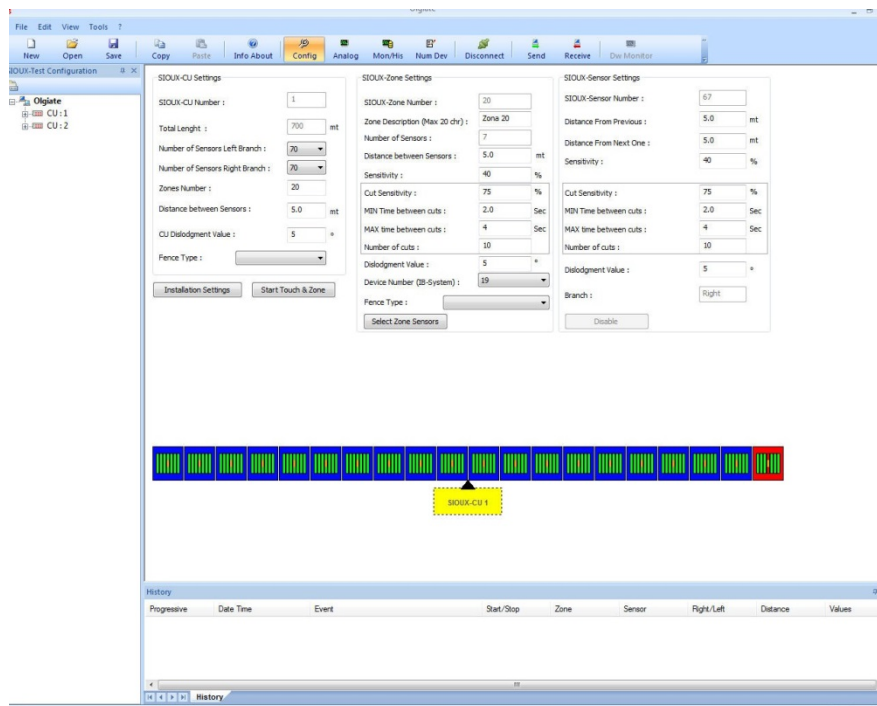 Olgiate
File Edit View Tools ?
New Open Save Copy Paste Info About Config Analog Mon/His Num Dev Disconnect Send Receive Dw Monitor
SIOUX-Test Configuration
Olgiate
CU : 1
CU : 2
SIOUX-CU Settings
SIOUX-CU Number : 1
Total Lenght : 700 mt
Number of Sensors Left Branch : 70
Number of Sensors Right Branch : 70
Zones Number : 20
Distance between Sensors : 5.0 mt
CU Dislodgment Value : 5 °
Fence Type :
Installation Settings Start Touch & Zone
SIOUX-Zone Settings
SIOUX-Zone Number : 20
Zone Description (Max 20 chr) : Zona 20
Number of Sensors : 7
Distance between Sensors : 5.0 mt
Sensitivity : 40 %
Cut Sensitivity : 75 %
MIN Time between cuts : 2.0 Sec
MAX time between cuts : 4 Sec
Number of cuts : 10
Dislodgment Value : 5 °
Device Number (IB-System) : 19
Fence Type :
Select Zone Sensors
SIOUX-Sensor Settings
SIOUX-Sensor Number : 67
Distance From Previous : 5.0 mt
Distance From Next One : 5.0 mt
Sensitivity : 40 %
Cut Sensitivity : 75 %
MIN Time between cuts : 2.0 Sec
MAX time between cuts : 4 Sec
Number of cuts : 10
Dislodgment Value : 5 °
Branch : Right
Disable
SIOUX-CU 1
History
Progressive Date Time Event Start/Stop Zone Sensor Right/Left Distance Values
History